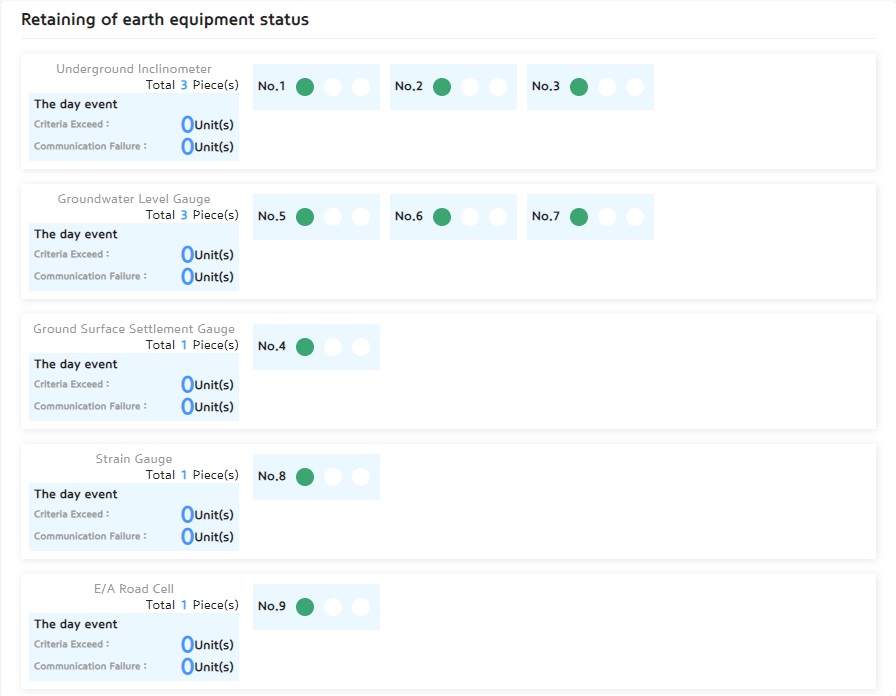 Retaining of earth equipment status
Underground Inclinometer
Total 3 Piece(s)
The day event
Criteria Exceed :
0Unit(s)
Communication Failure :
0Unit(s)
No.1
No.2
No.3
Groundwater Level Gauge
Total 3 Piece(s)
The day event
Criteria Exceed :
0Unit(s)
Communication Failure :
0Unit(s)
No.5
No.6
No.7
Ground Surface Settlement Gauge
Total 1 Piece(s)
The day event
Criteria Exceed :
0Unit(s)
Communication Failure :
0Unit(s)
No.4
Strain Gauge
Total 1 Piece(s)
The day event
Criteria Exceed :
0Unit(s)
Communication Failure :
0Unit(s)
No.8
E/A Road Cell
Total 1 Piece(s)
The day event
Criteria Exceed :
0Unit(s)
Communication Failure :
0Unit(s)
No.9